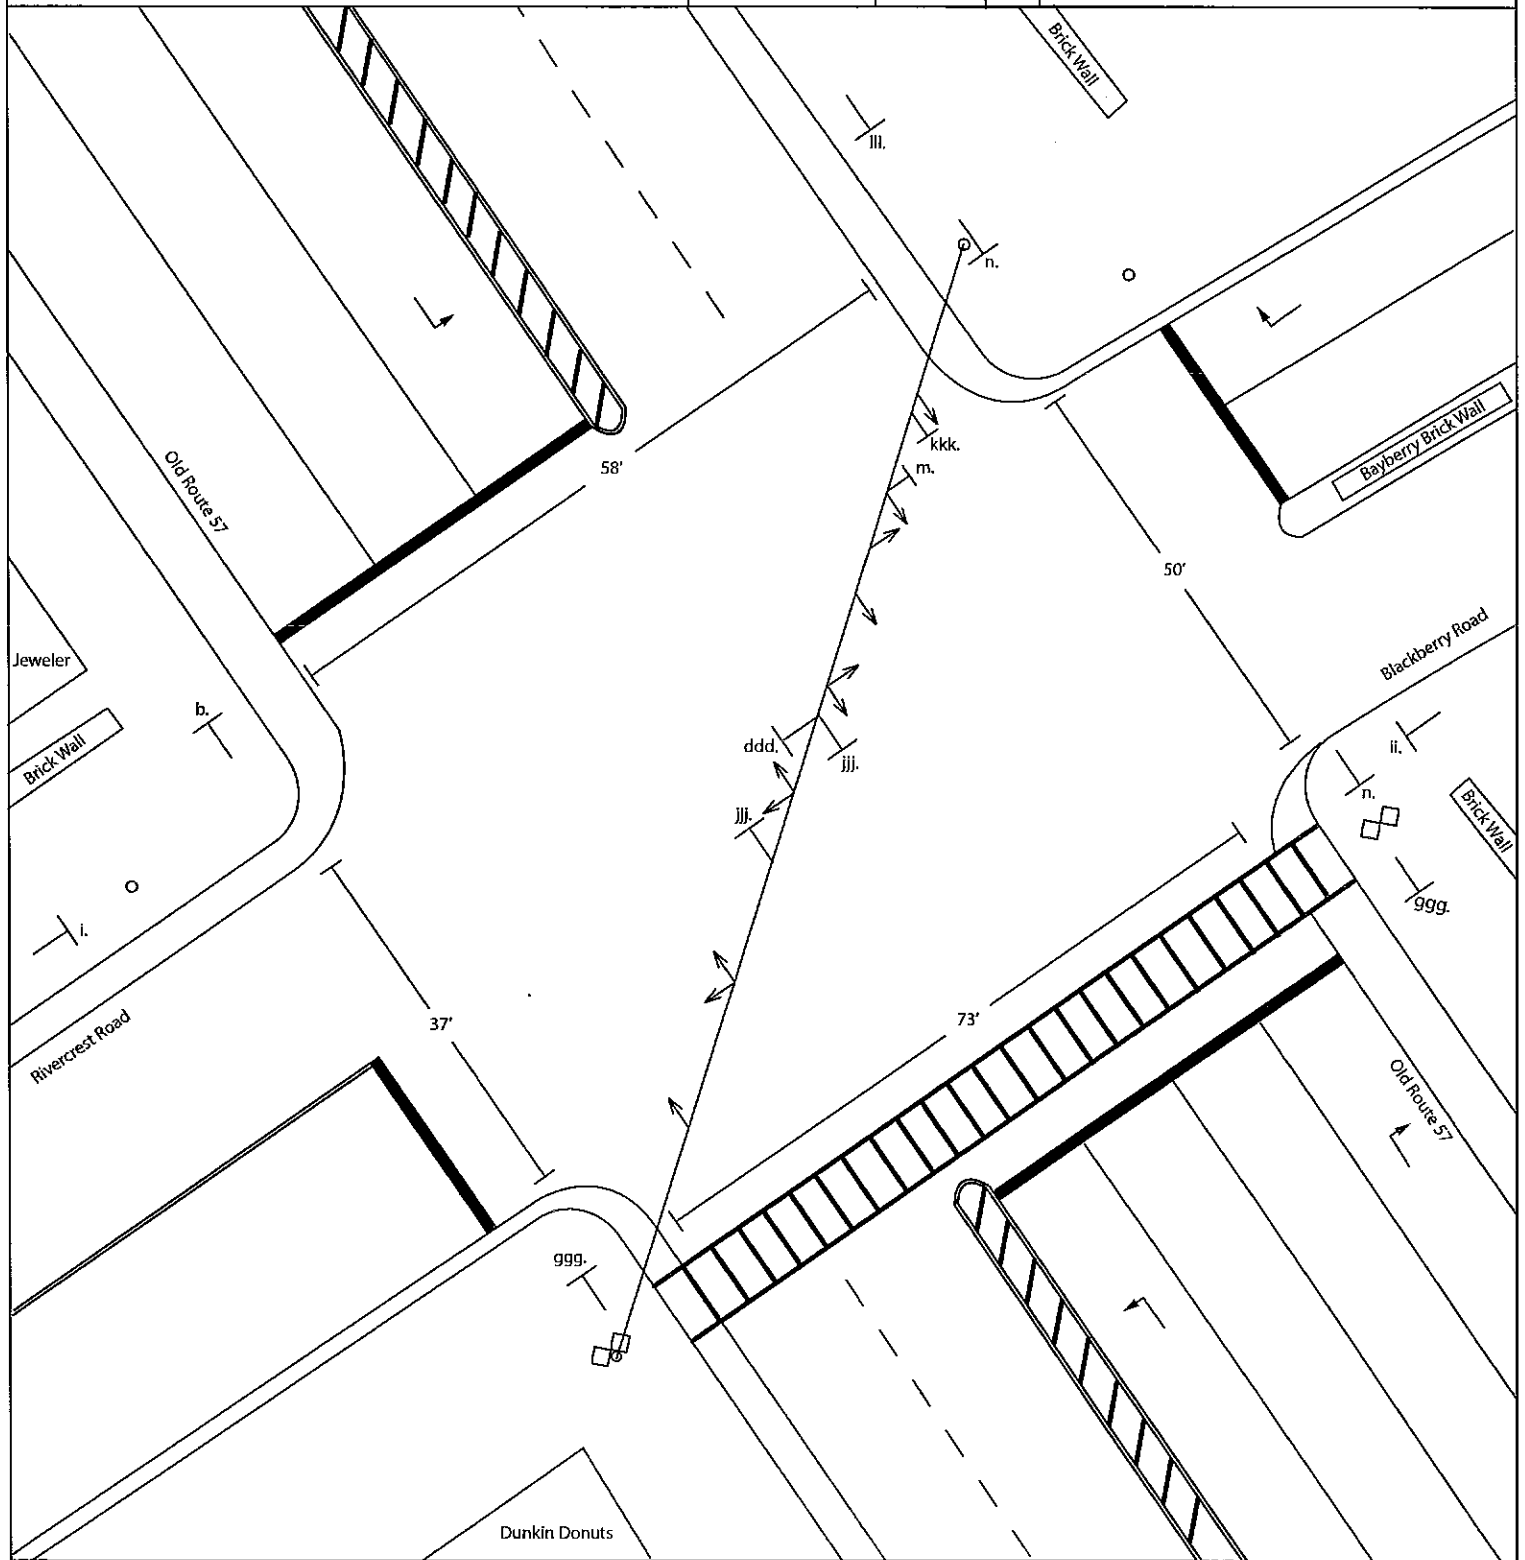 Brick Wall
lll.
n.
Bayberry Brick Wall
kkk.
m.
58'
Old Route 57
50'
Jeweler
Blackberry Road
b.
Brick Wall
ddd.
jjj.
ii.
n.
jjj.
Brick Wall
ggg.
i.
37'
73'
Rivercrest Road
Old Route 57
ggg.
Dunkin Donuts